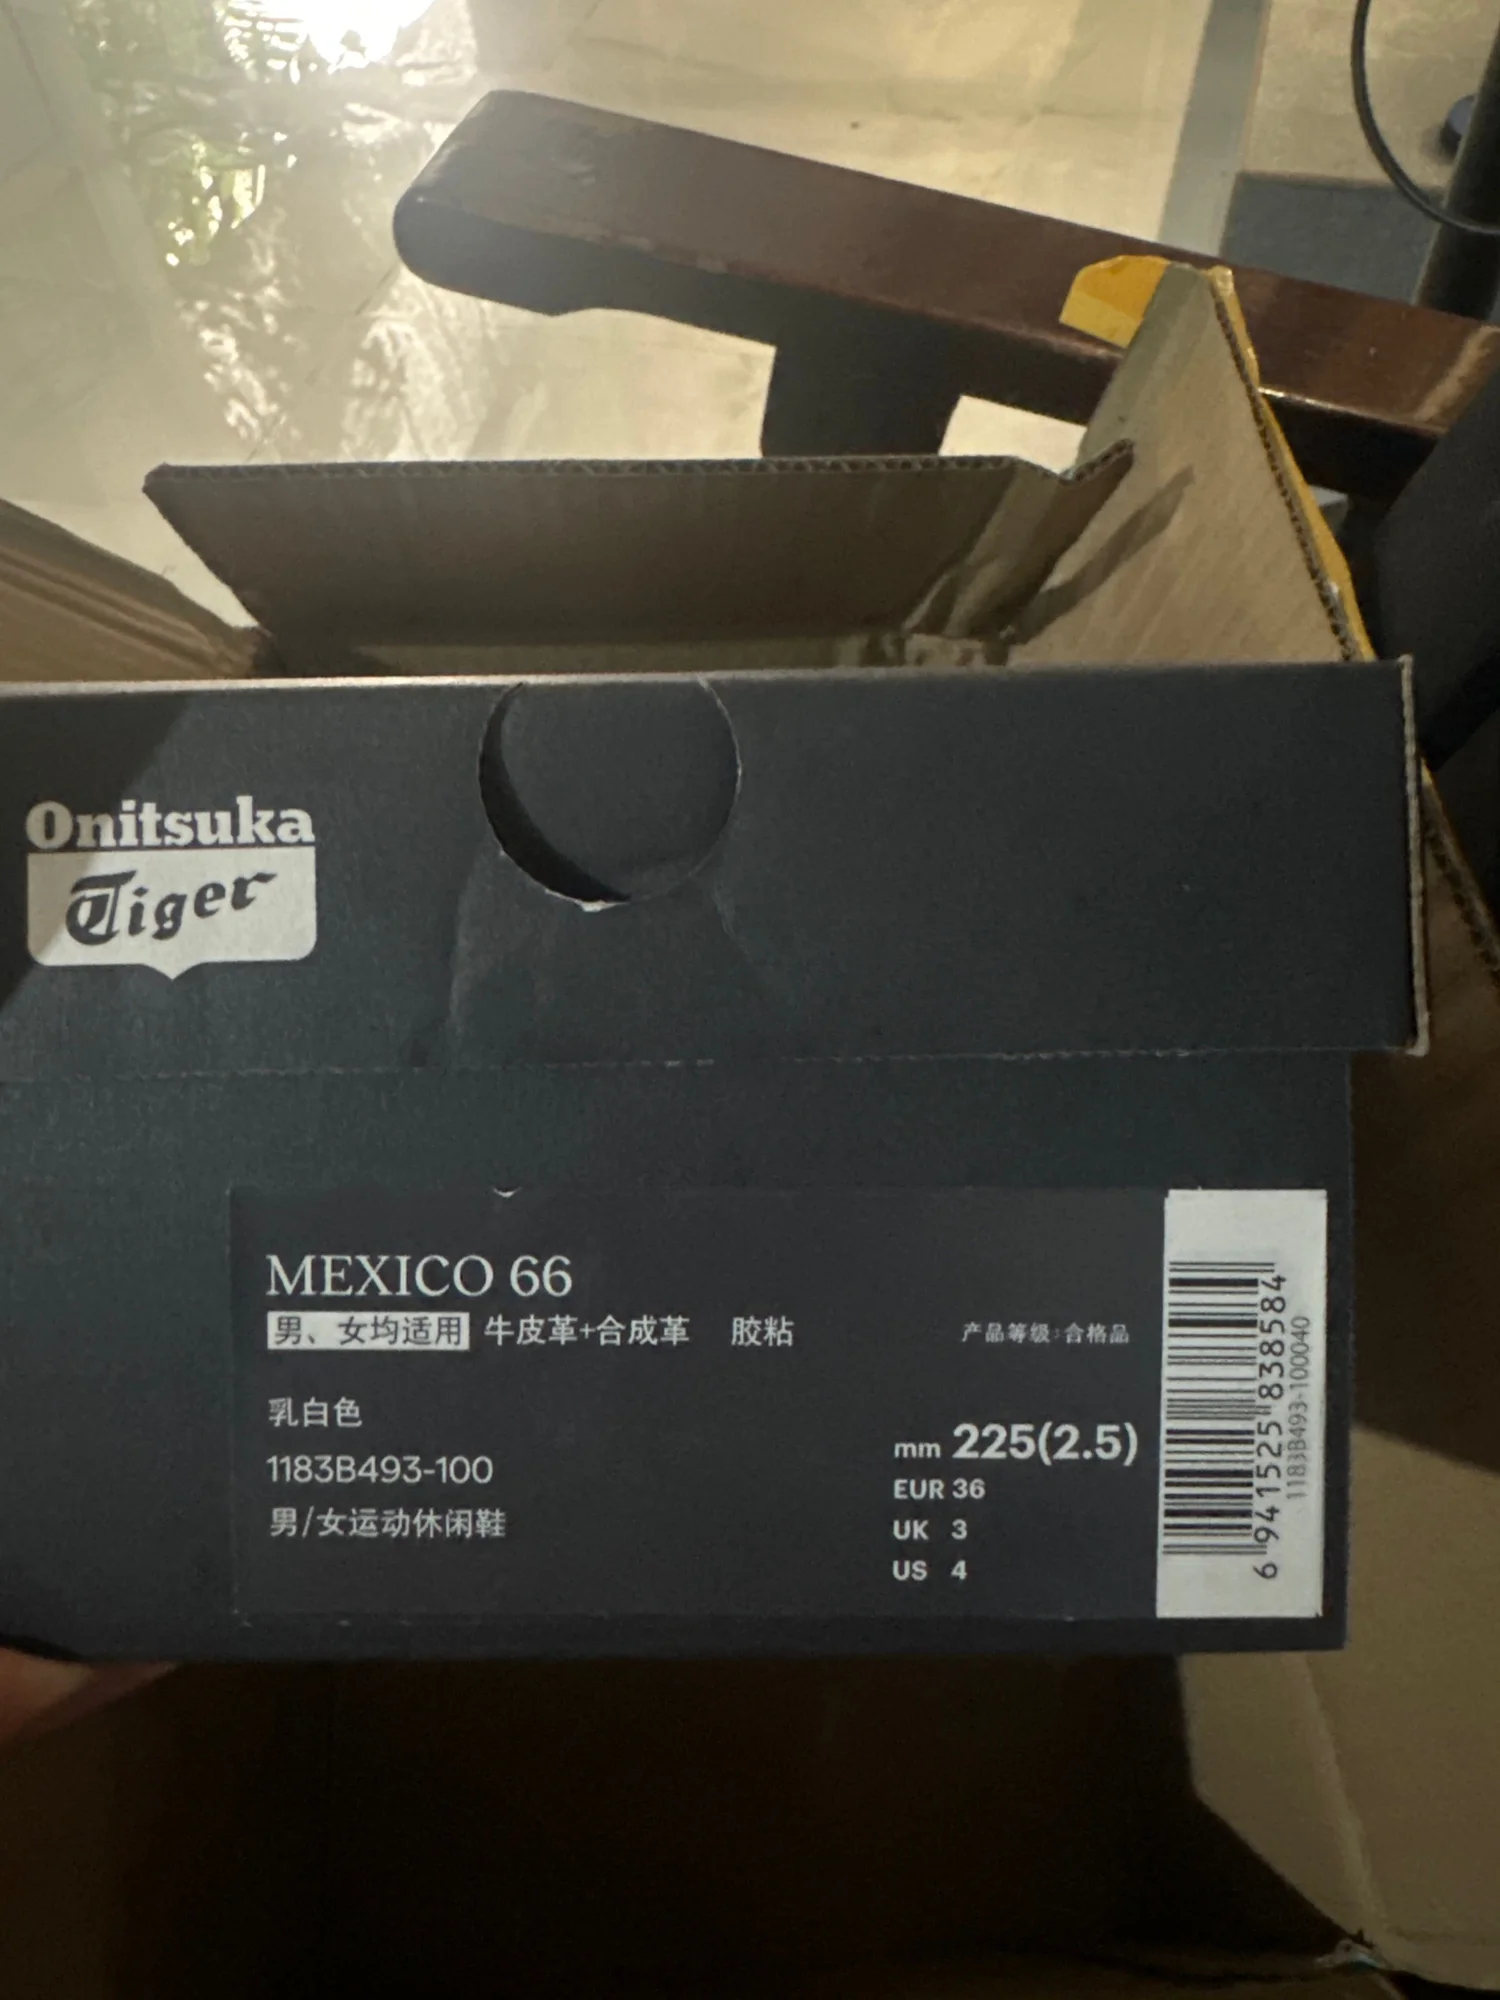 Onitsuka
Tiger
MEXICO 66
男、女均适用 牛皮革+合成革 胶粘
产品等级:合格品
乳白色
1183B493-100
男/女运动休闲鞋
mm 225(2.5)
EUR 36
UK 3
US 4
6 941525 838584
1183B493-100040